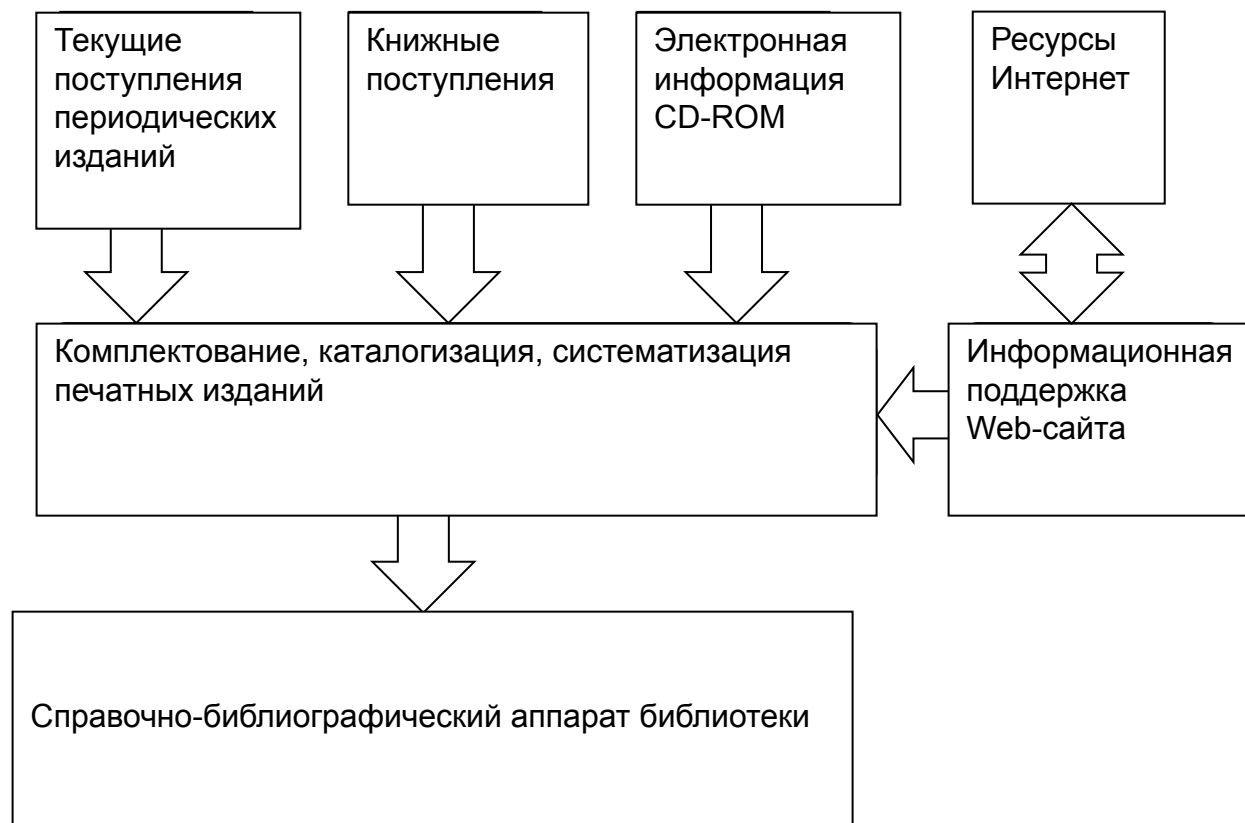 Текущие
поступления
периодических
изданий
Книжные
поступления
Электронная
информация
CD-ROM
Ресурсы
Интернет
Комплектование, каталогизация, систематизация
печатных изданий
Информационная
поддержка
Web-сайта
Справочно-библиографический аппарат библиотеки